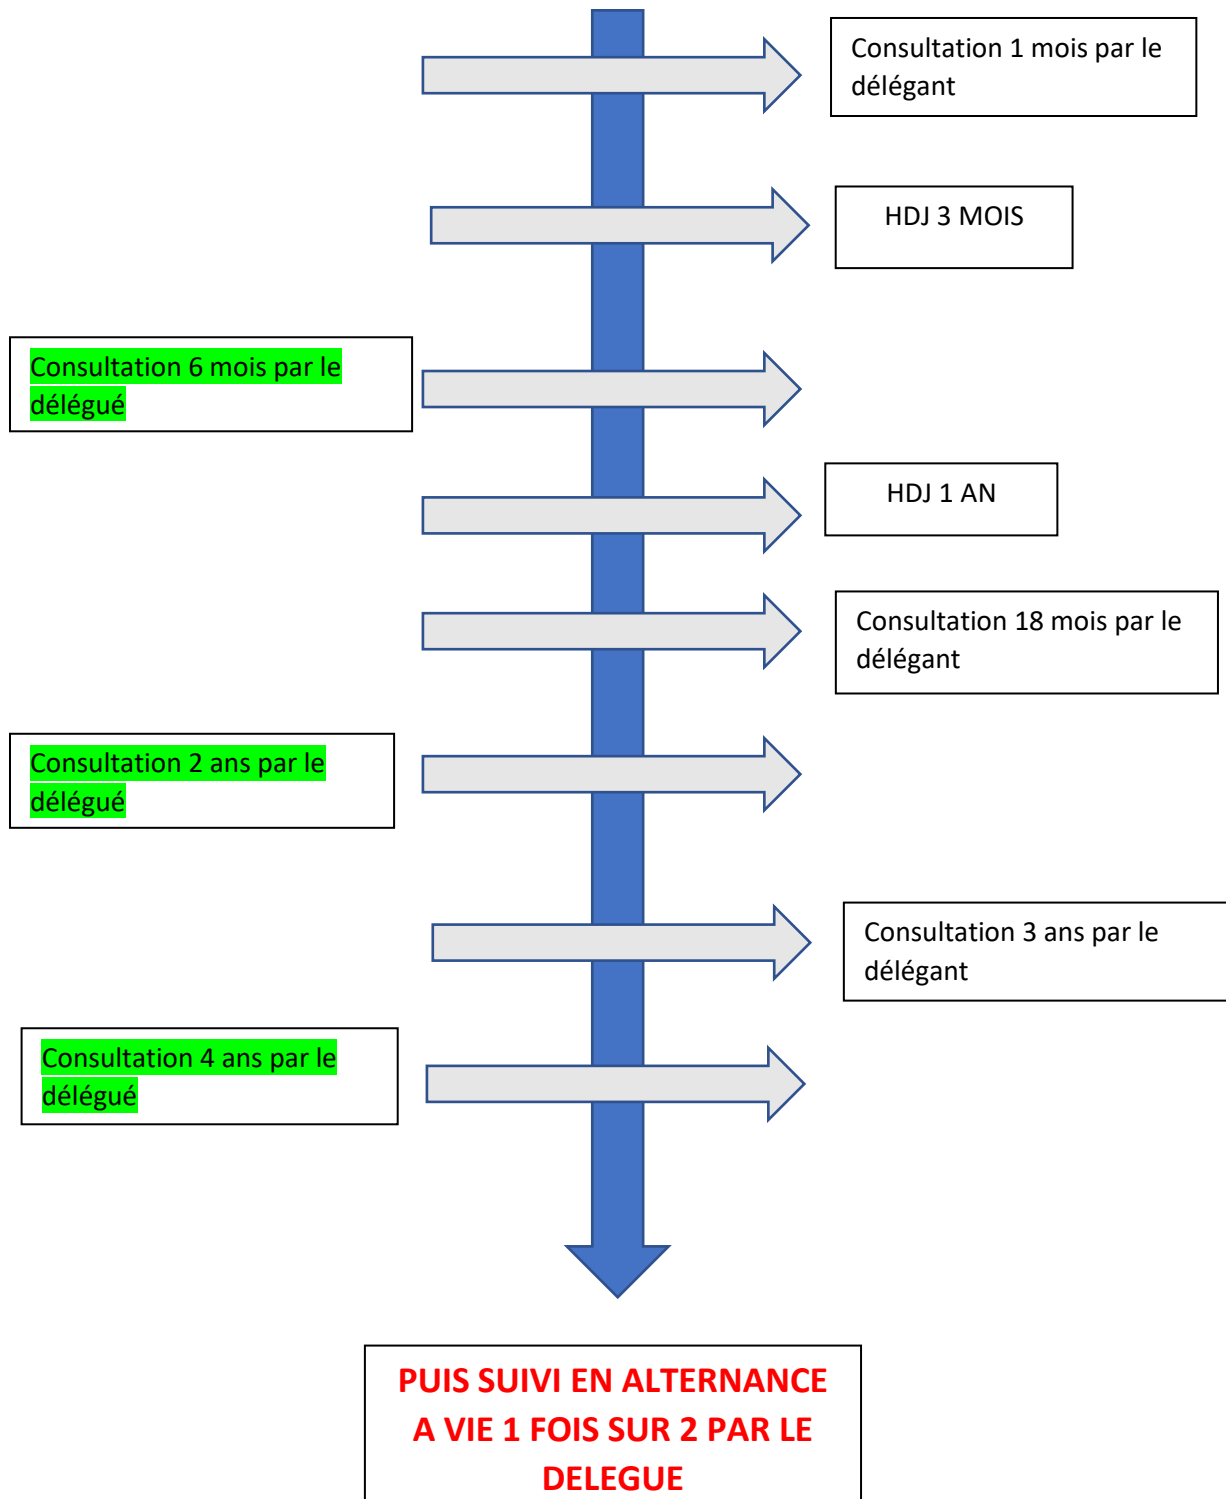 Consultation 1 mois par le
délégant
HDJ 3 MOIS
Consultation 6 mois par le
délégué
HDJ 1 AN
Consultation 18 mois par le
délégant
Consultation 2 ans par le
délégué
Consultation 3 ans par le
délégant
Consultation 4 ans par le
délégué
PUIS SUIVI EN ALTERNANCE
A VIE 1 FOIS SUR 2 PAR LE
DELEGUE